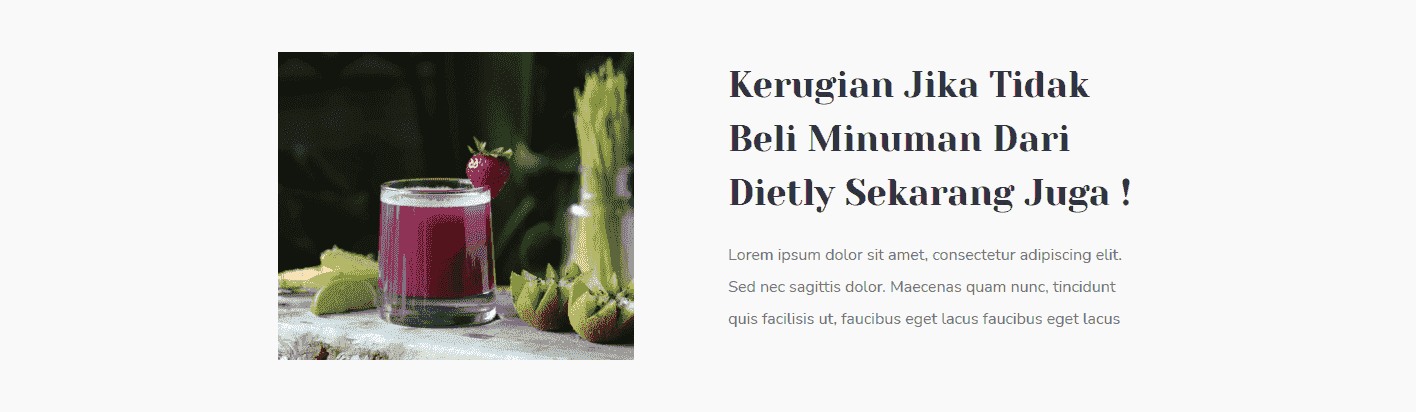 Kerugian Jika Tidak
Beli Minuman Dari
Dietly Sekarang Juga !
Lorem ipsum dolor sit amet, consectetur adipiscing elit.
Sed nec sagittis dolor. Maecenas quam nunc, tincidunt
quis facilisis ut, faucibus eget lacus faucibus eget lacus